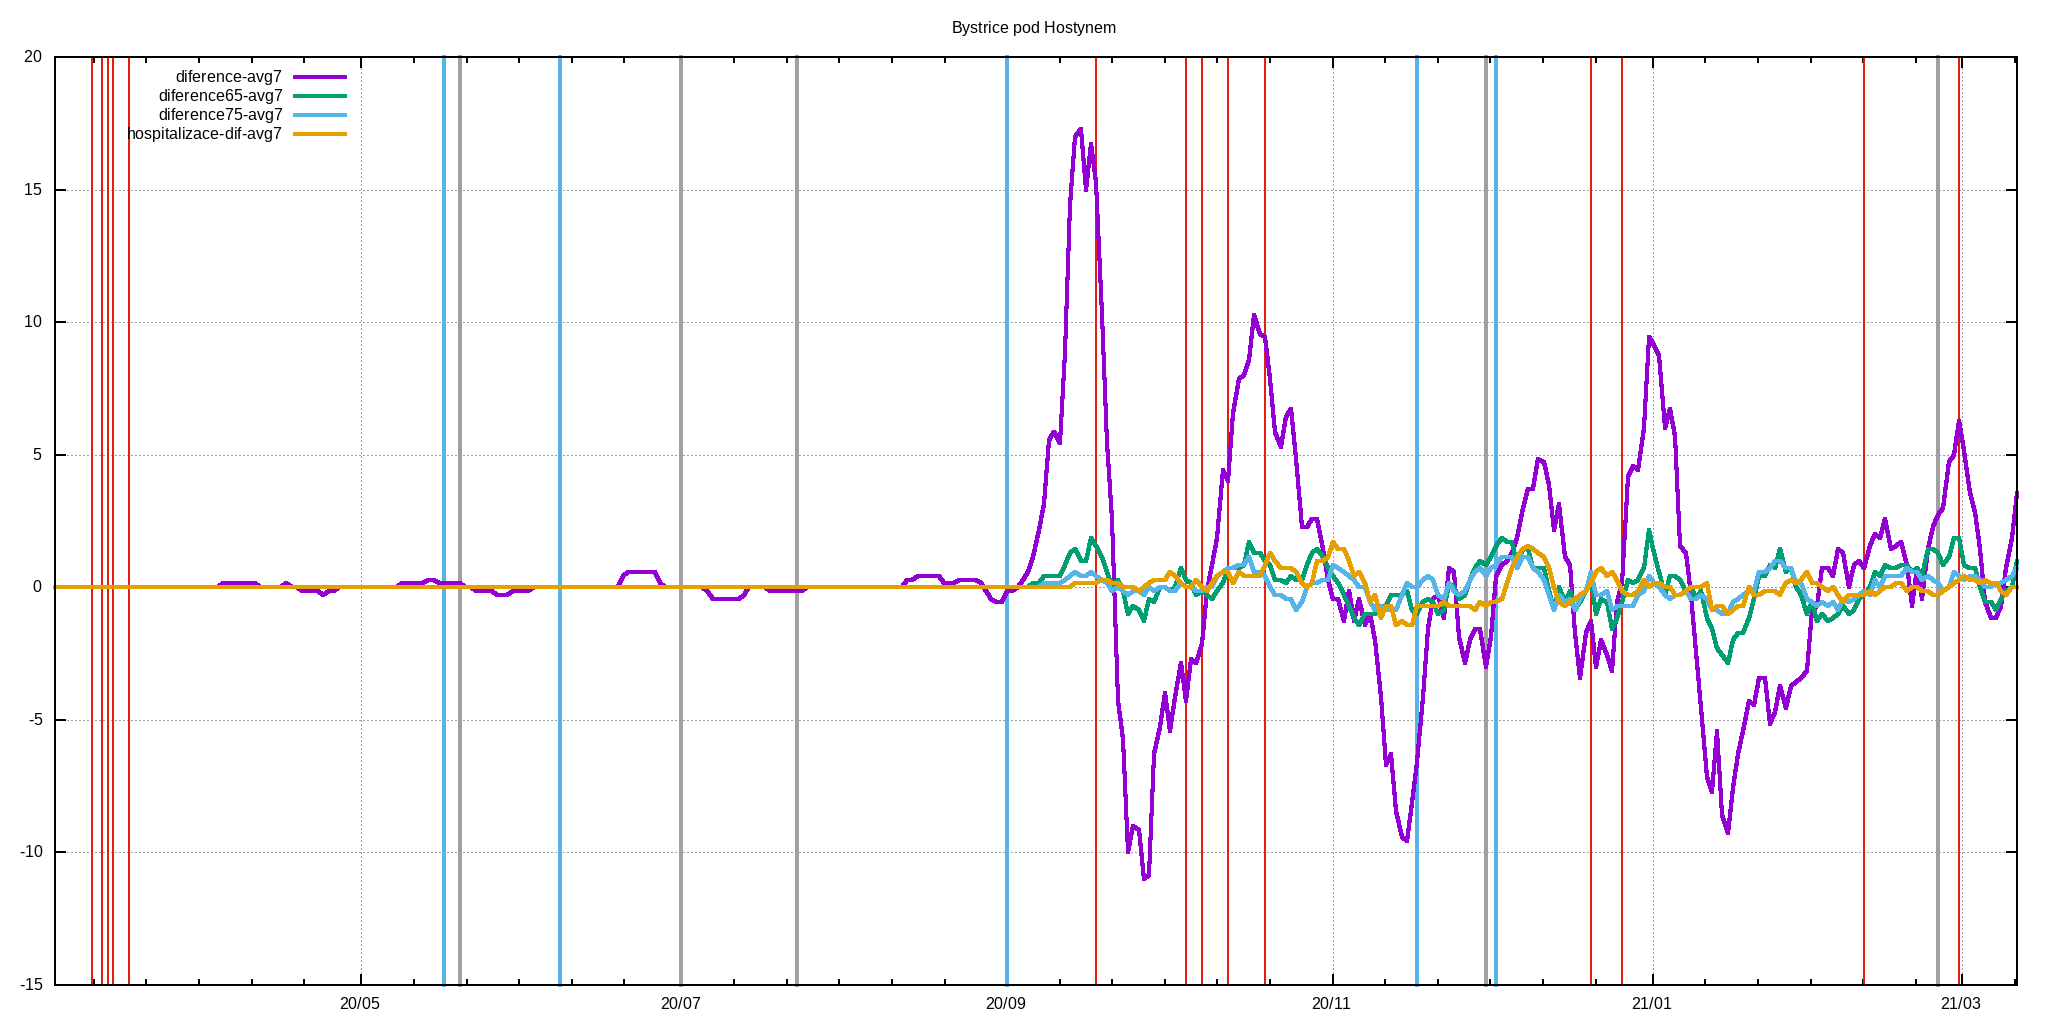 Bystrice pod Hostynem
diference-avg7
diference65-avg7
diference75-avg7
hospitalizace-dif-avg7
20
15
10
5
0
-5
-10
-15
20/05 20/07 20/09 20/11 21/01 21/03